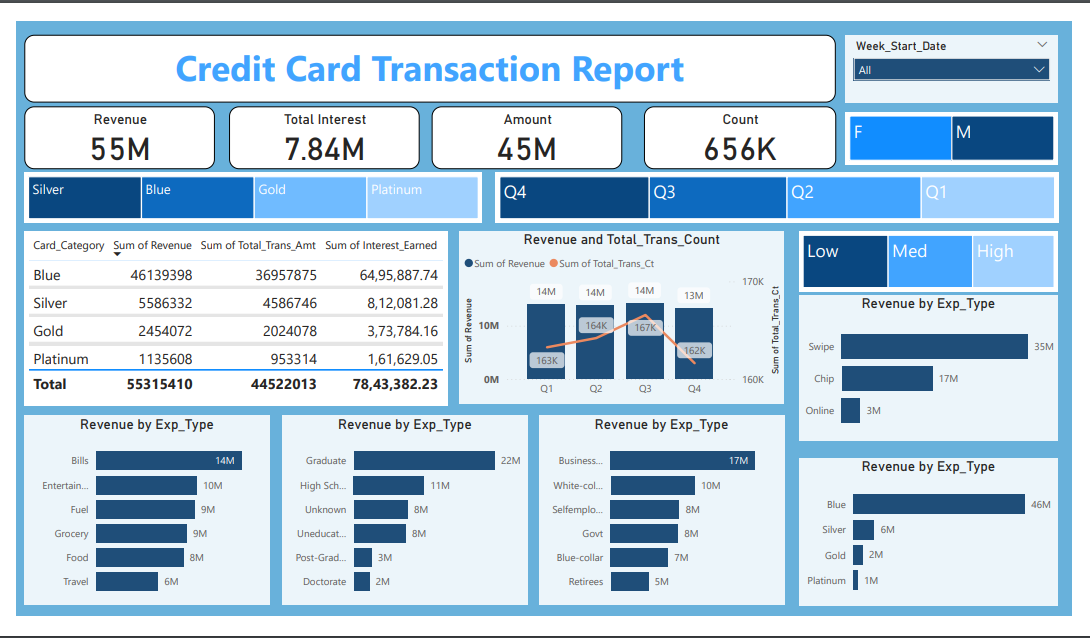 Credit Card Transaction Report
Week_Start_Date
All
Revenue
55M
Total Interest
7.84M
Amount
45M
Count
656K
F M
Silver Blue Gold Platinum
Q4 Q3 Q2 Q1
Card_Category Sum of Revenue Sum of Total_Trans_Amt Sum of Interest_Earned
Blue 46139398 36957875 64,95,887.74
Silver 5586332 4586746 8,12,081.28
Gold 2454072 2024078 3,73,784.16
Platinum 1135608 953314 1,61,629.05
Total 55315410 44522013 78,43,382.23
Revenue and Total_Trans_Count
Sum of Revenue Sum of Total_Trans_Ct
Sum of Revenue
10M
0M
14M 14M 14M 13M
163K 164K 167K 162K
Q1 Q2 Q3 Q4
170K
160K
Sum of Total_Trans_Ct
Low Med High
Revenue by Exp_Type
Swipe 35M
Chip 17M
Online 3M
Revenue by Exp_Type
Bills 14M
Entertain... 10M
Fuel 9M
Grocery 9M
Food 8M
Travel 6M
Revenue by Exp_Type
Graduate 22M
High Sch... 11M
Unknown 8M
Uneducat... 8M
Post-Grad... 3M
Doctorate 2M
Revenue by Exp_Type
Business... 17M
White-col... 10M
Selfemplo... 8M
Govt 8M
Blue-collar 7M
Retirees 5M
Revenue by Exp_Type
Blue 46M
Silver 6M
Gold 2M
Platinum 1M